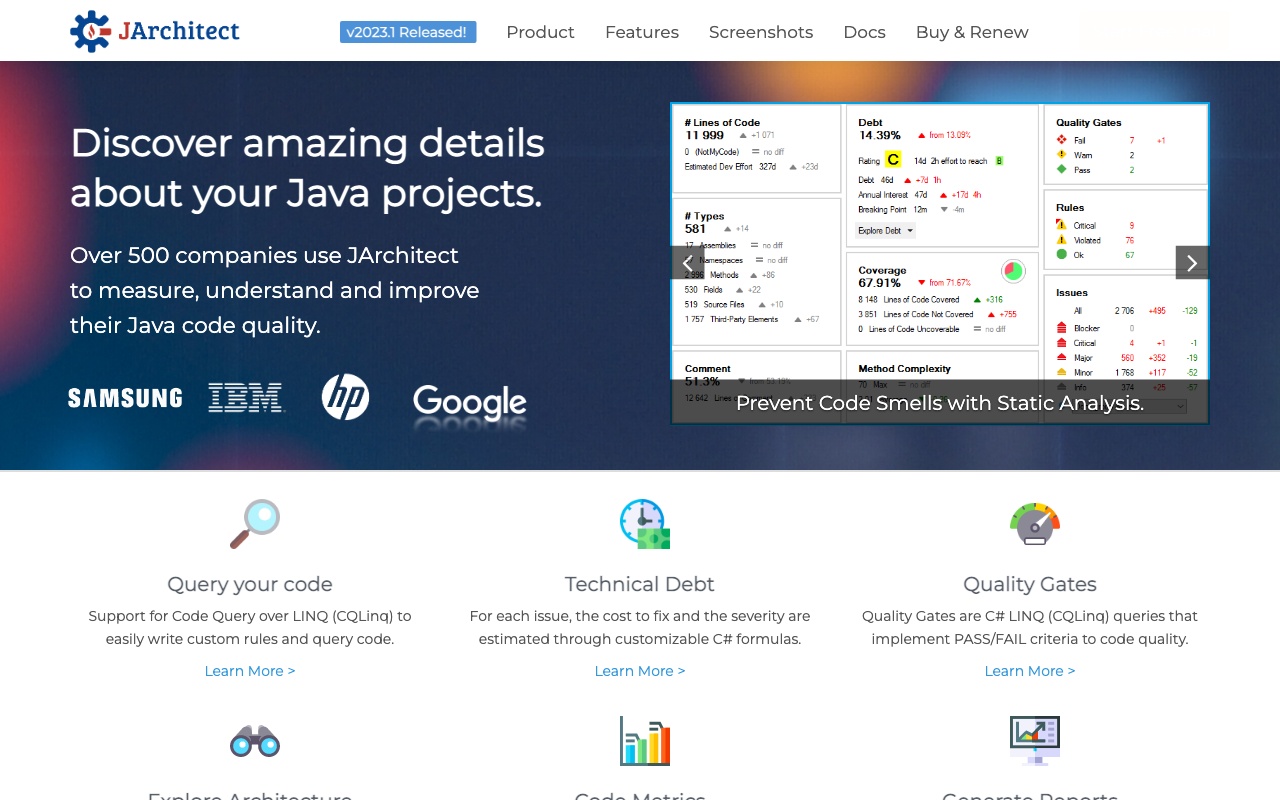 JArchitect
v2023.1 Released!
Product
Features
Screenshots
Docs
Buy & Renew
Discover amazing details
about your Java projects.
Over 500 companies use JArchitect
to measure, understand and improve
their Java code quality.
SAMSUNG
IBM
hp
Google
# Lines of Code
11 999 +1 071
0 (NotMyCode) no diff
Estimated Dev Effort 327d +23d
# Types
581 +14
17 Assemblies no diff
Namespaces no diff
2 996 Methods +86
530 Fields +22
519 Source Files +10
1 757 Third-Party Elements +67
Comment
51.3% from 53.19%
12 642 Lines of
Debt
14.39% from 13.09%
Rating C 14d 2h effort to reach B
Debt 46d +7d 1h
Annual Interest 47d +17d 4h
Breaking Point 12m -4m
Explore Debt
Coverage
67.91% from 71.67%
8 148 Lines of Code Covered +316
3 851 Lines of Code Not Covered +755
0 Lines of Code Uncoverable no diff
Method Complexity
70 Max no diff
Quality Gates
Fail 7 +1
Warn 2
Pass 2
Rules
Critical 9
Violated 76
Ok 67
Issues
All 2 706 +495 -129
Blocker 0
Critical 4 +1 -1
Major 560 +352 -19
Minor 1 768 +117 -52
Info 374 +25 -57
Prevent Code Smells with Static Analysis.
Query your code
Support for Code Query over LINQ (CQLinq) to
easily write custom rules and query code.
Learn More >
Technical Debt
For each issue, the cost to fix and the severity are
estimated through customizable C# formulas.
Learn More >
Quality Gates
Quality Gates are C# LINQ (CQLinq) queries that
implement PASS/FAIL criteria to code quality.
Learn More >
Explore Architecture
Code Metrics
Generate Reports